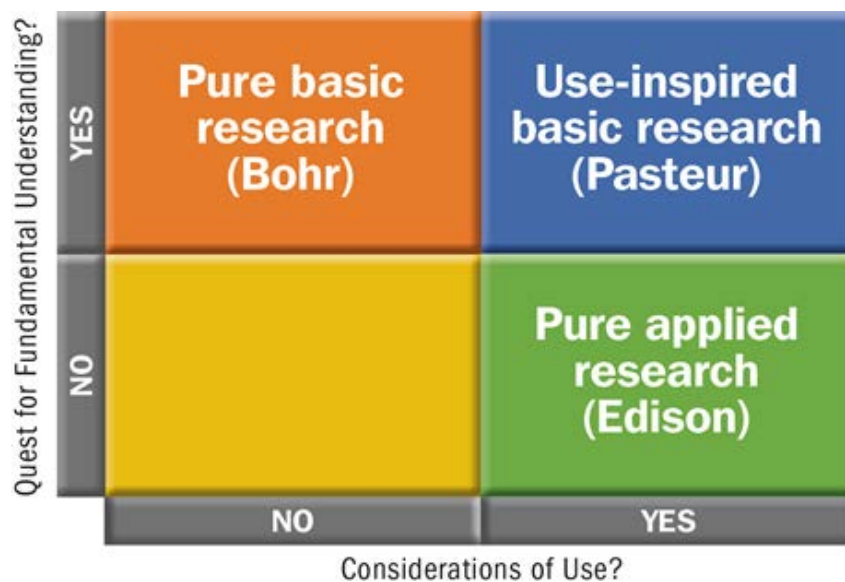 Quest for Fundamental Understanding?
YES
Pure basic
research
(Bohr)
Use-inspired
basic research
(Pasteur)
NO
Pure applied
research
(Edison)
NO
YES
Considerations of Use?